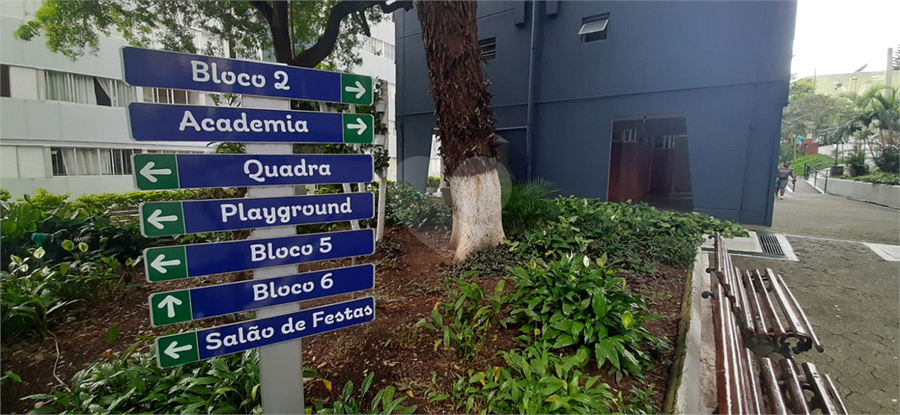 Bloco 2
Academia
Quadra
Playground
Bloco 5
Bloco 6
Salão de Festas